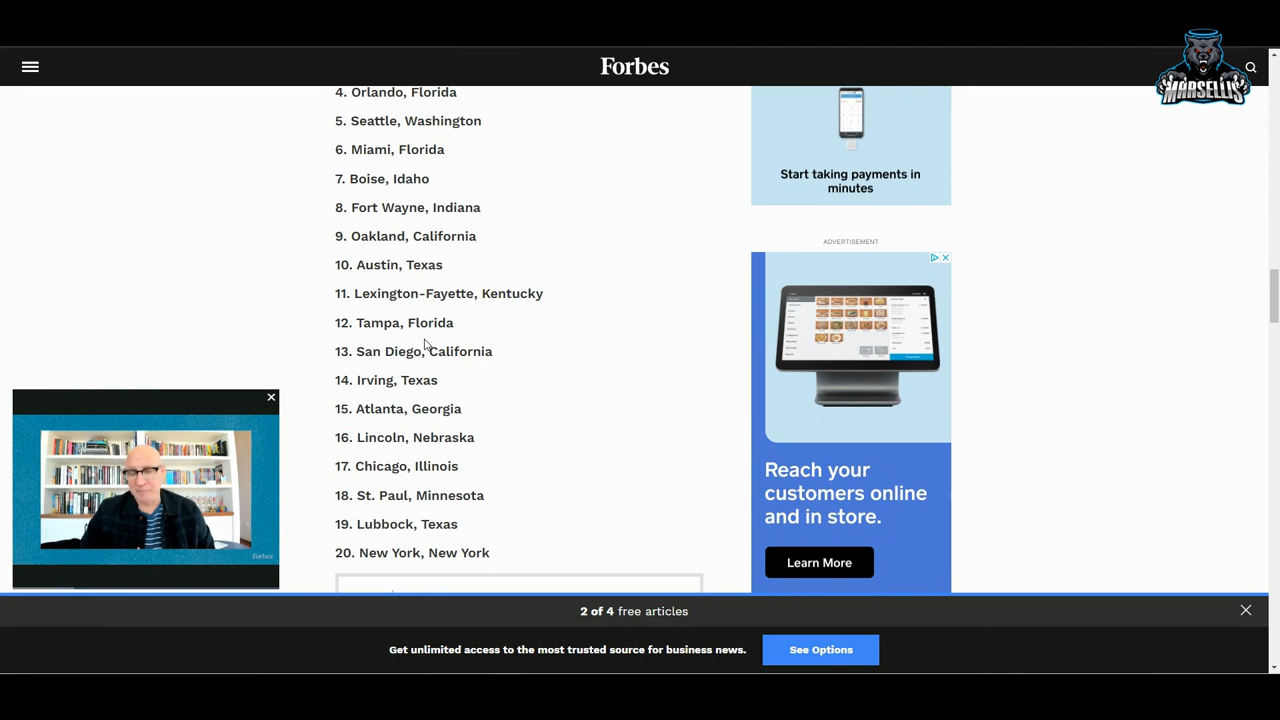 Forbes
MARSELLIS
4. Orlando, Florida
5. Seattle, Washington
6. Miami, Florida
7. Boise, Idaho
8. Fort Wayne, Indiana
9. Oakland, California
10. Austin, Texas
11. Lexington-Fayette, Kentucky
12. Tampa, Florida
13. San Diego, California
14. Irving, Texas
15. Atlanta, Georgia
16. Lincoln, Nebraska
17. Chicago, Illinois
18. St. Paul, Minnesota
19. Lubbock, Texas
20. New York, New York
Start taking payments in
minutes
ADVERTISEMENT
Reach your
customers online
and in store.
Learn More
Forbes
2 of 4 free articles
Get unlimited access to the most trusted source for business news.
See Options